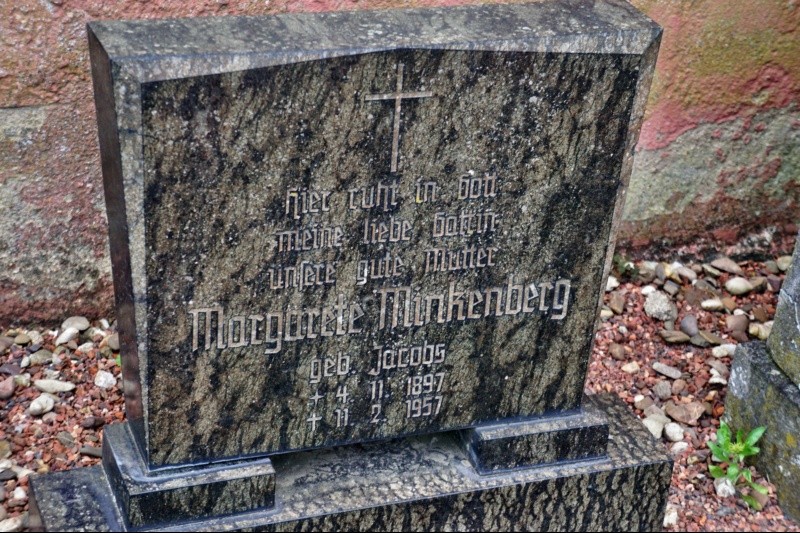 hier ruht in Gott
meine liebe Gattin
unsere gute Mutter
Margarete Minkenberg
geb. Jacobs
+ 4. 11. 1897
+ 11. 2. 1957